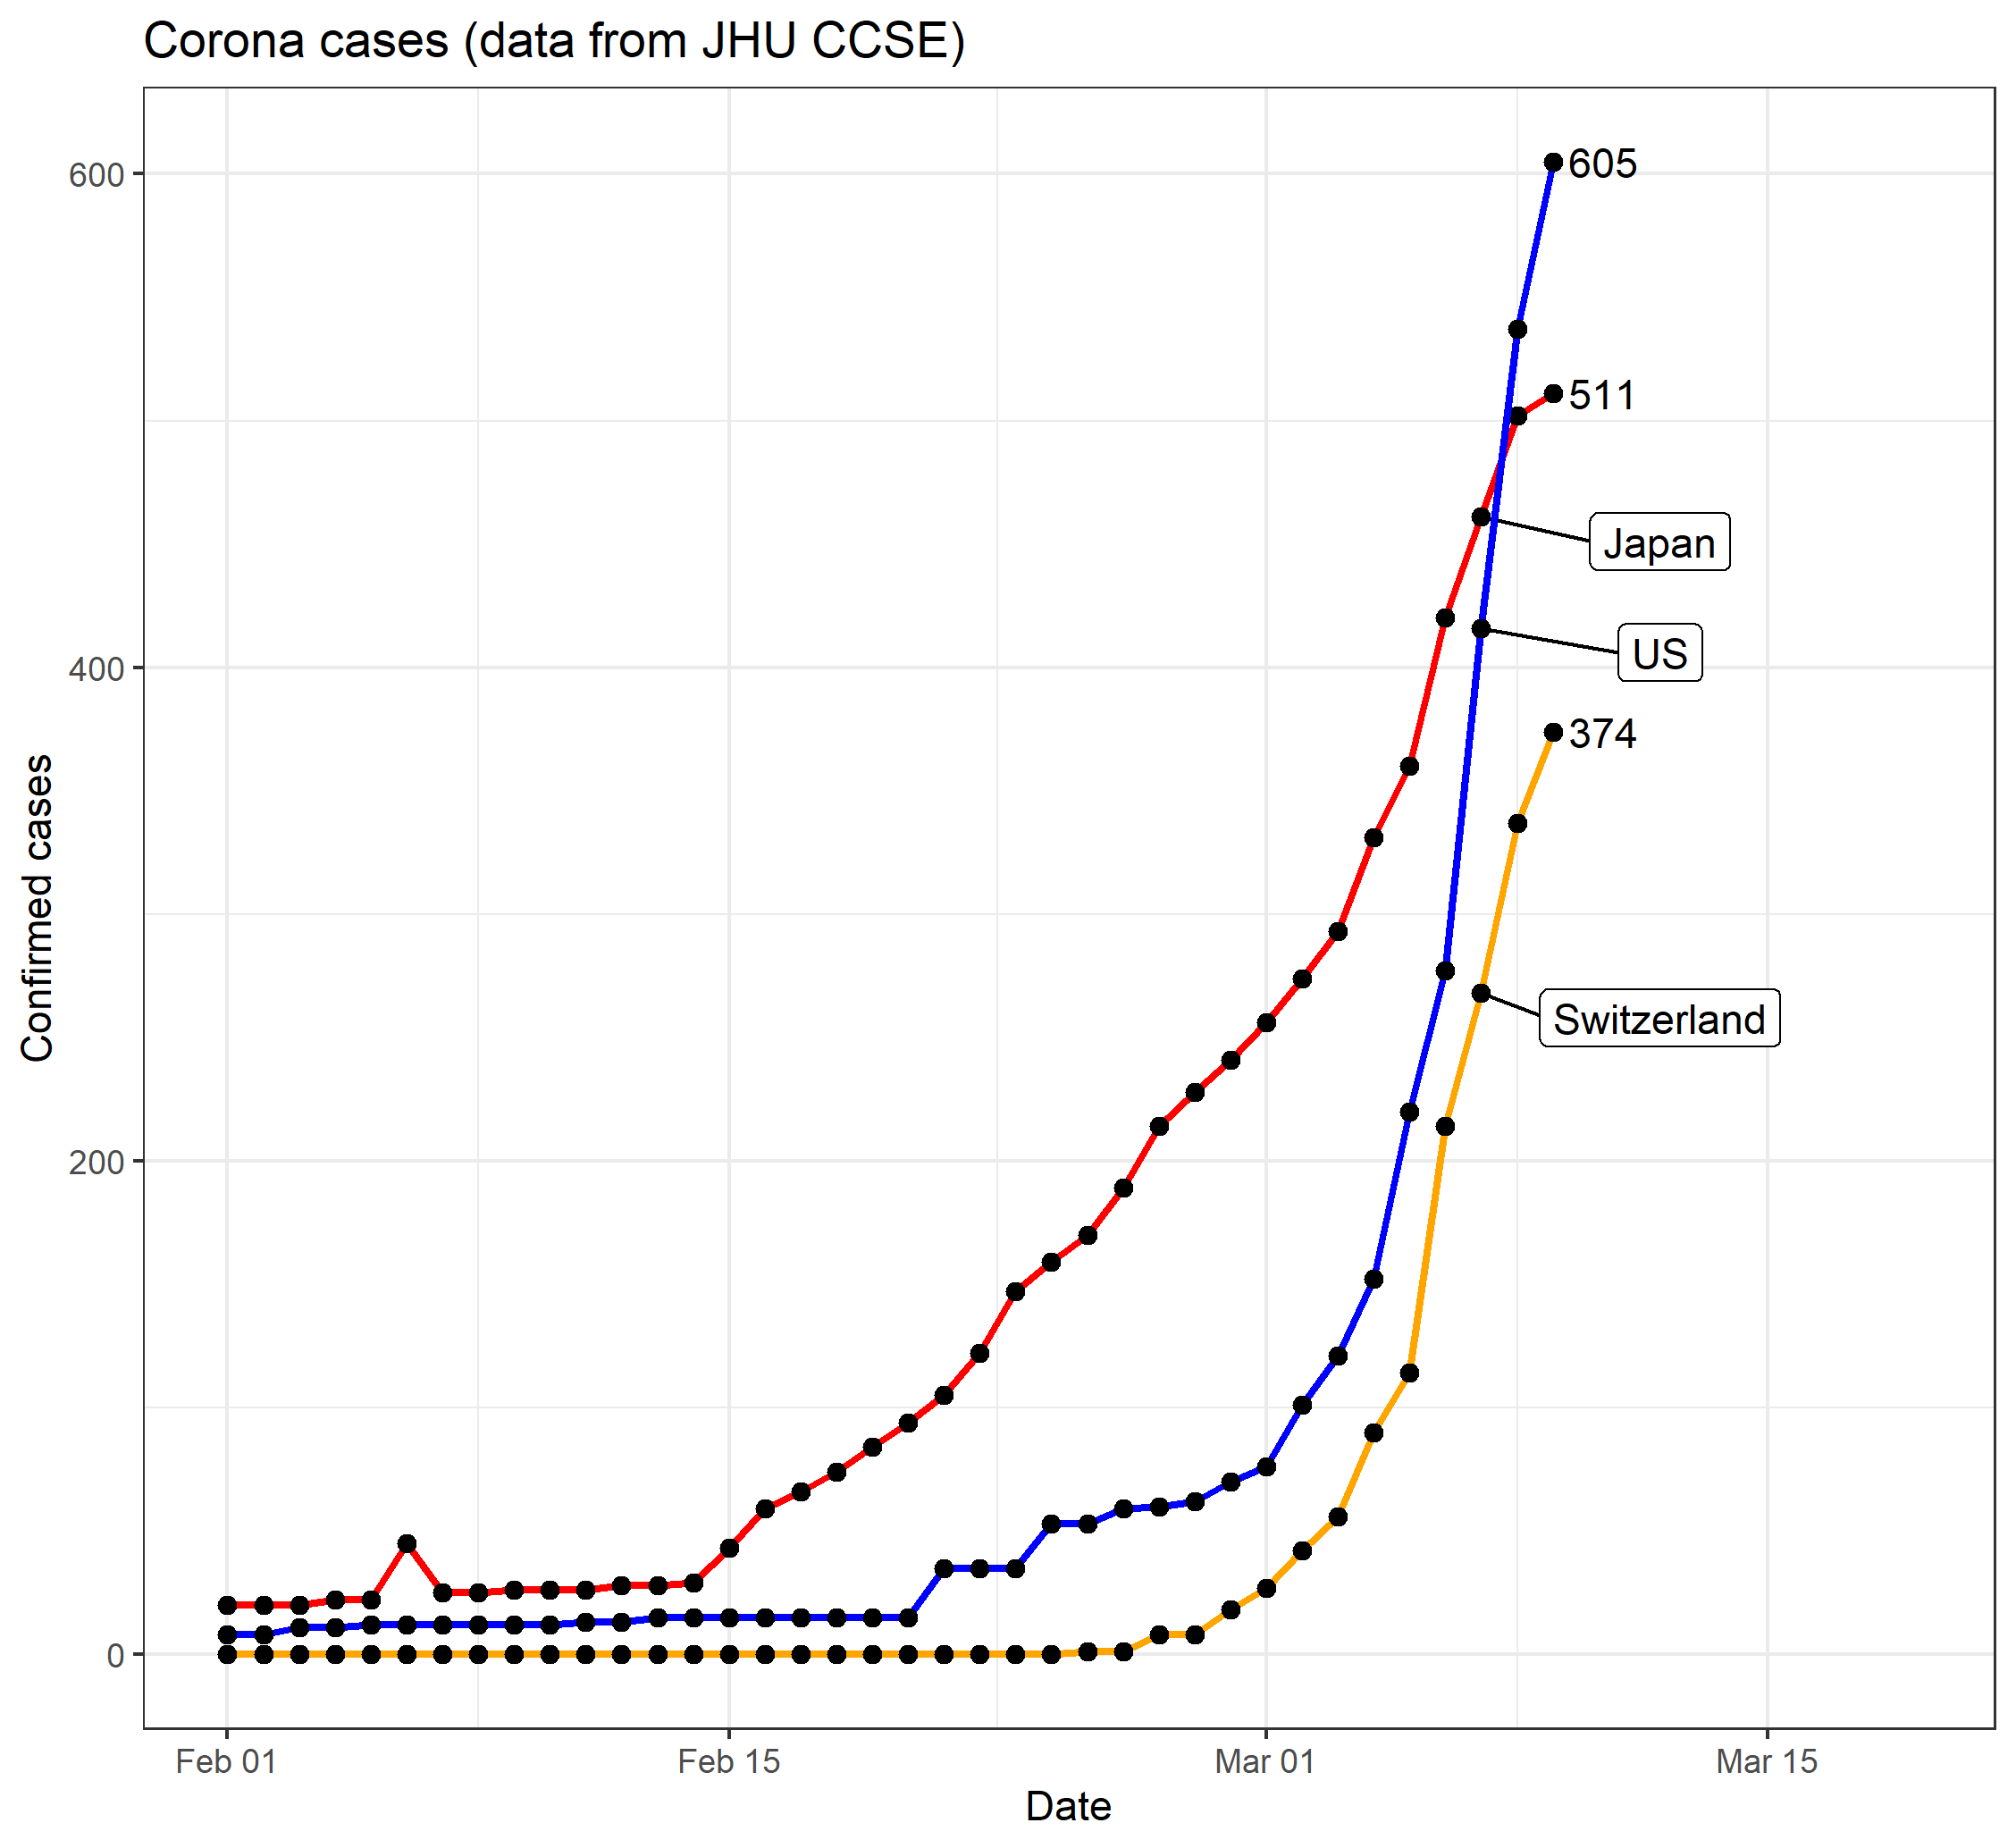 Corona cases (data from JHU CCSE)
600
400
200
0
Confirmed cases
605
511
Japan
US
374
Switzerland
Feb 01
Feb 15
Mar 01
Mar 15
Date